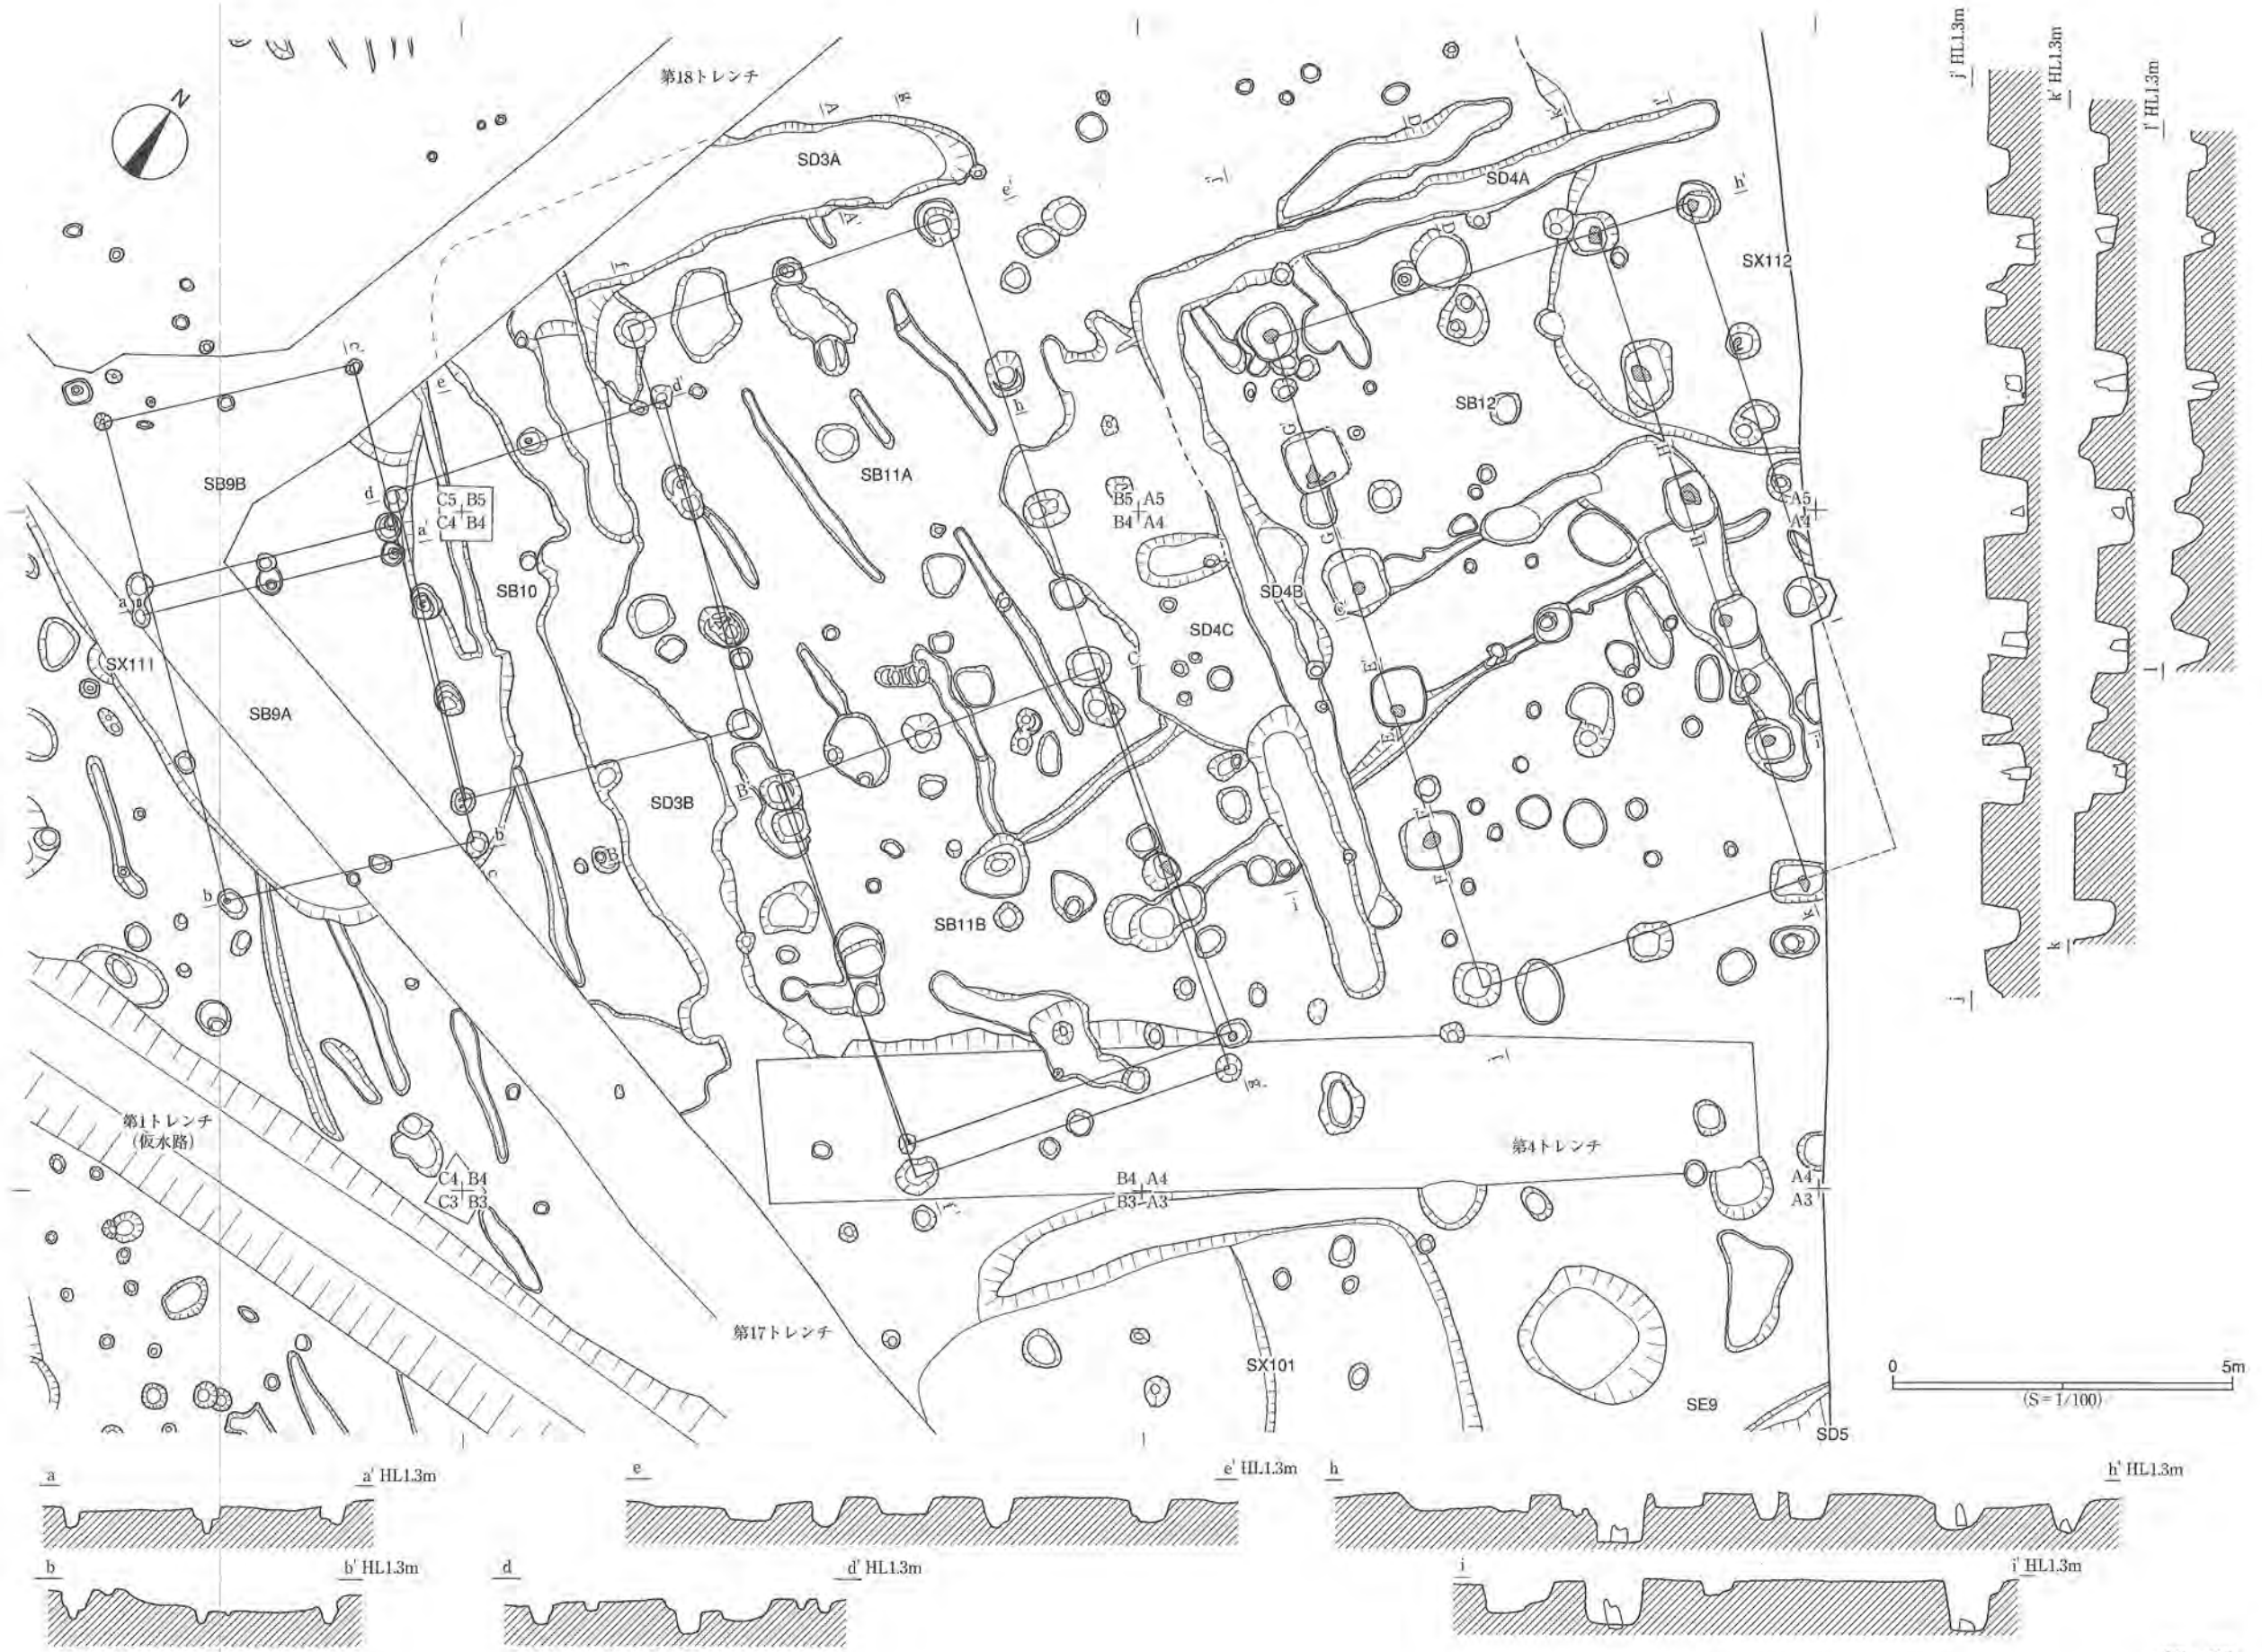 N
第18トレンチ
A
g'
SD3A
A'
e'
f
D
k'
l'
j'
SD4A
h'
D'
SX112
c'
e
d'
h
SB12
SB9B
SB11A
G'
H'
d
C5 B5
C4 B4
a'
B5 A5
B4 A4
A5
A4
a
SB10
G
H
SD4B
C'
l
SD4C
C
E'
SX111
SB9A
E
i'
SD3B
B'
b'
B
c
F'
F
b
SB11B
i
k
j
g
第1トレンチ
(仮水路)
第4トレンチ
C4 B4
C3 B3
B4 A4
B3 A3
A4
A3
f'
第17トレンチ
SX101
SE9
SD5
0 5m
(S=1/100)
j' HL1.3m
k' HL1.3m
l' HL1.3m
l
k
j
a a' HL1.3m
e e' HL1.3m
h h' HL1.3m
b b' HL1.3m
d d' HL1.3m
i i' HL1.3m